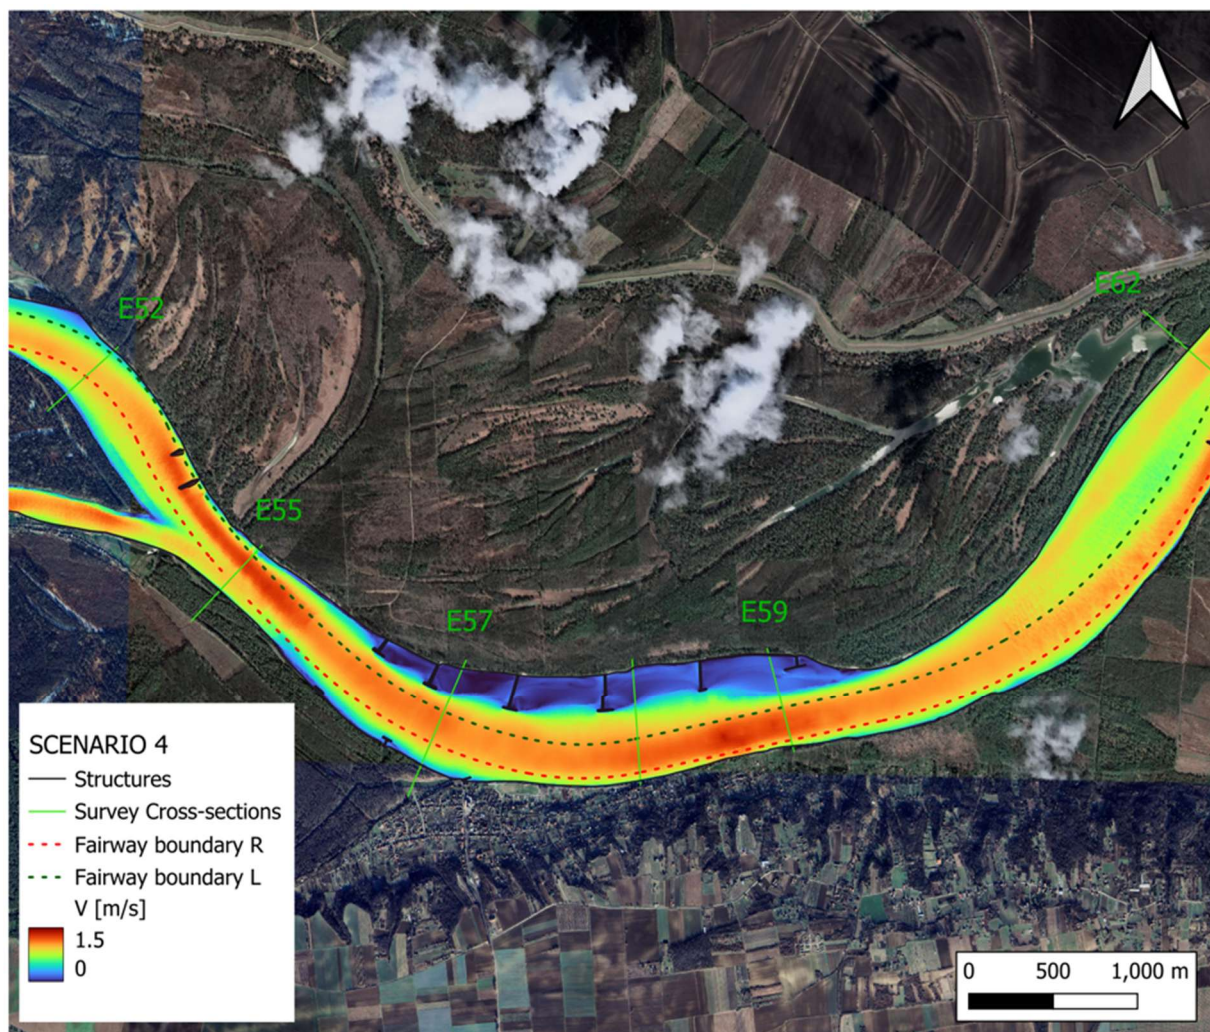 E62
E52
E55
E57
E59
SCENARIO 4
Structures
Survey Cross-sections
Fairway boundary R
Fairway boundary L
V [m/s]
1.5
0
0 500 1,000 m